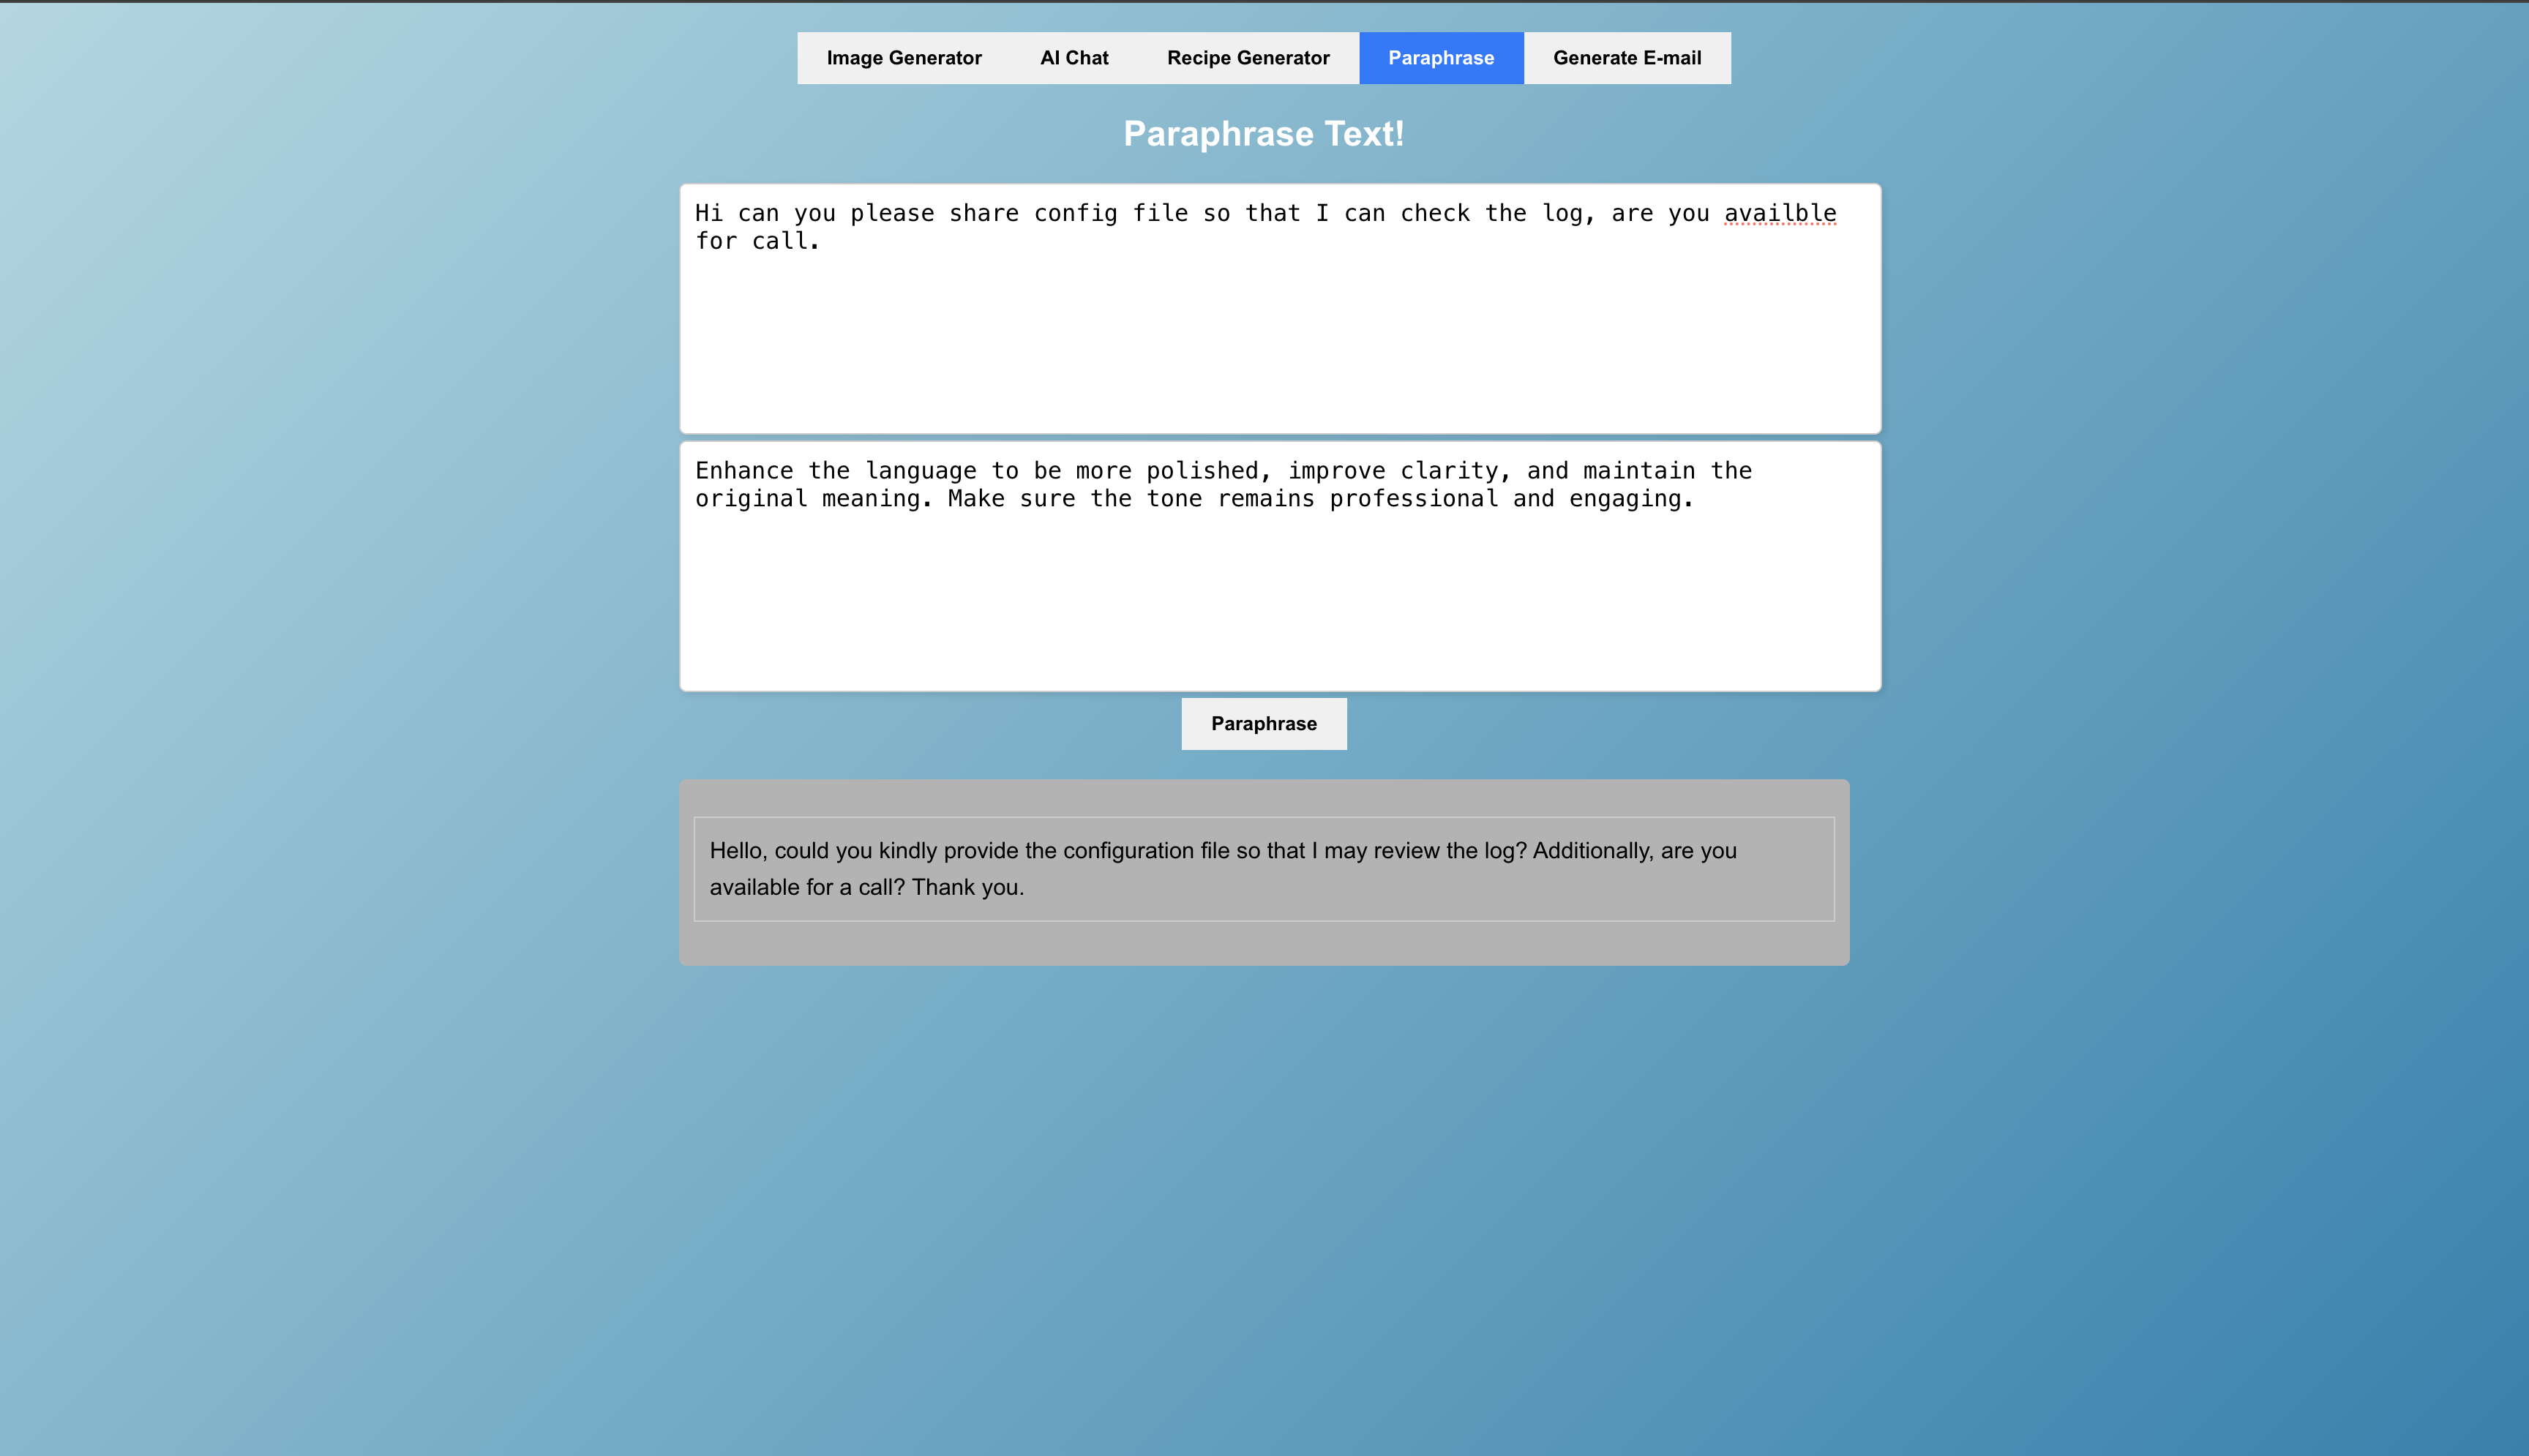 Image Generator AI Chat Recipe Generator Paraphrase Generate E-mail
Paraphrase Text!
Hi can you please share config file so that I can check the log, are you availble
for call.
Enhance the language to be more polished, improve clarity, and maintain the
original meaning. Make sure the tone remains professional and engaging.
Paraphrase
Hello, could you kindly provide the configuration file so that I may review the log? Additionally, are you
available for a call? Thank you.